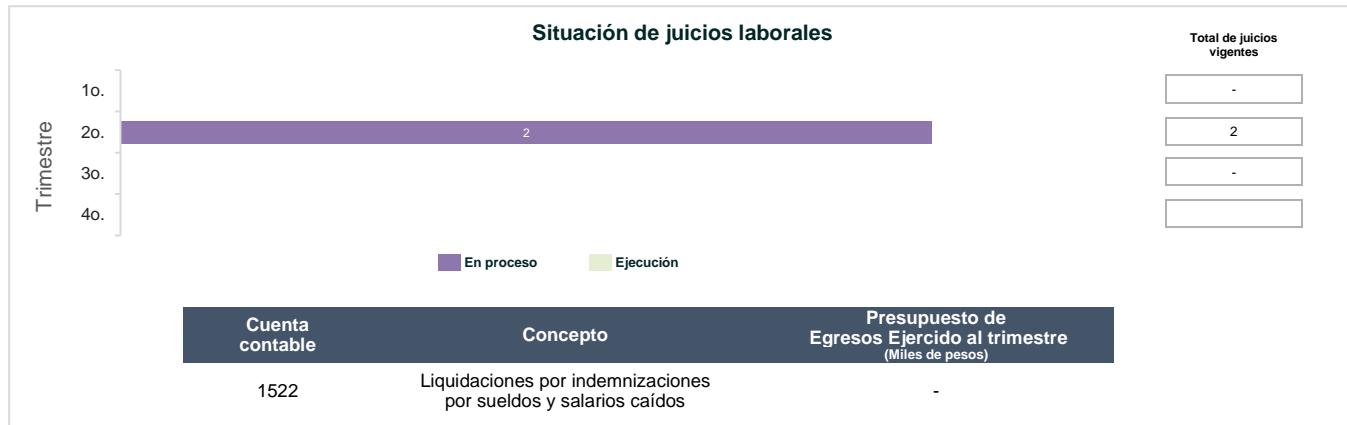 Situación de juicios laborales
Total de juicios
vigentes
Trimestre
1o.
-
2o.
2
2
3o.
-
4o.
En proceso
Ejecución
Cuenta
contable
Concepto
Presupuesto de
Egresos Ejercido al trimestre
(Miles de pesos)
1522
Liquidaciones por indemnizaciones
por sueldos y salarios caídos
-